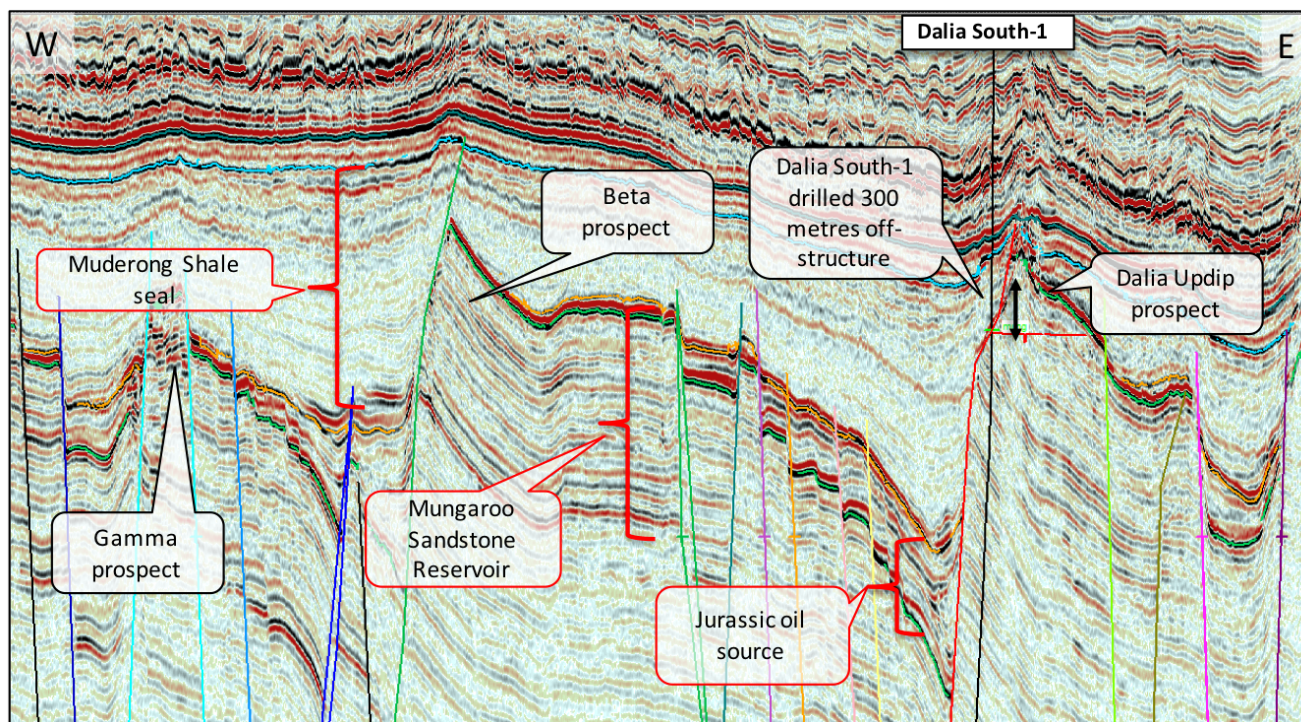 W
Dalia South-1
E
Dalia South-1
drilled 300
metres off-
structure
Beta
prospect
Muderong Shale
seal
Dalia Updip
prospect
Mungaroo
Sandstone
Reservoir
Gamma
prospect
Jurassic oil
source